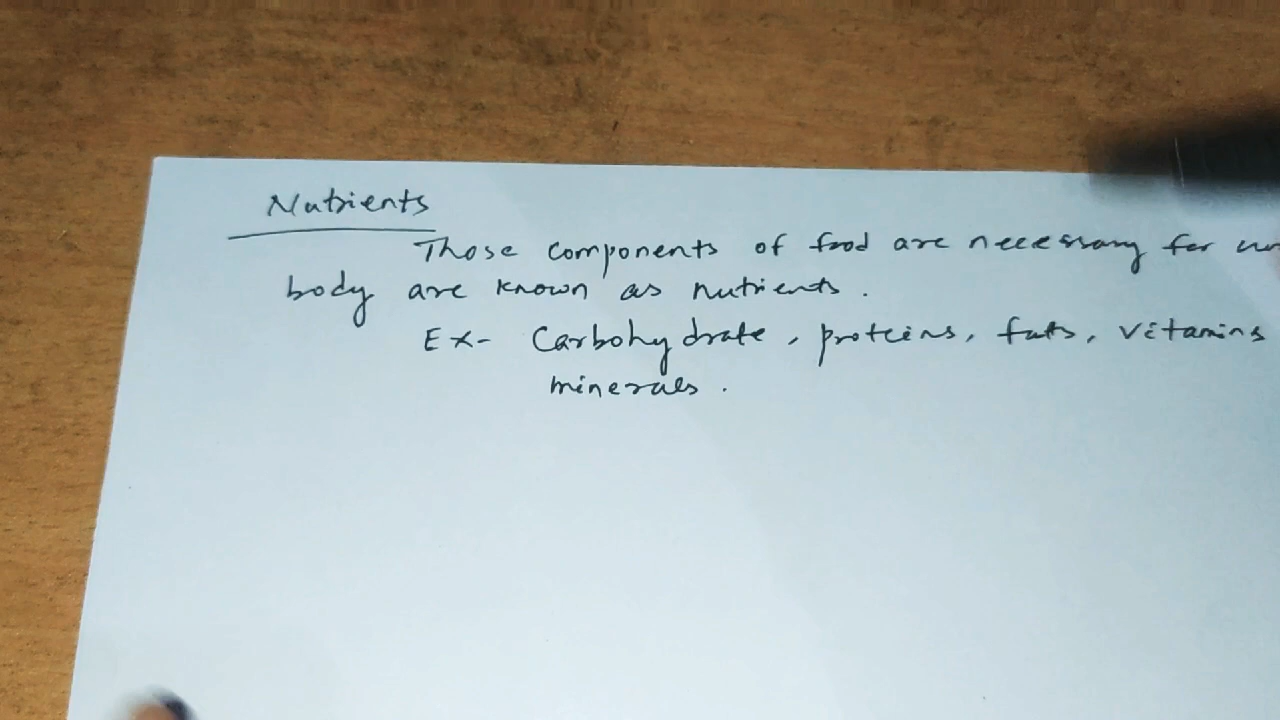 Nutrients
Those components of food are necessary for
body are known as nutrients.
Ex- Carbohydrate, proteins, fats, vitamins
minerals.